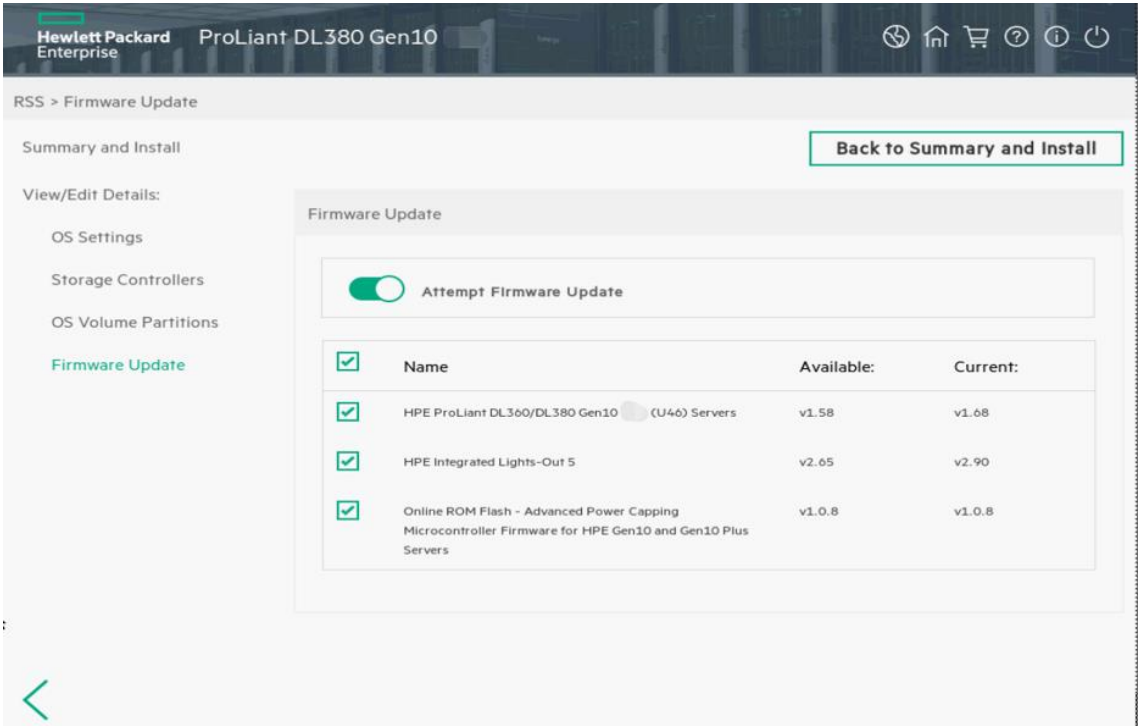 Hewlett Packard
Enterprise
ProLiant DL380 Gen10
RSS > Firmware Update
Summary and Install
Back to Summary and Install
View/Edit Details:
OS Settings
Storage Controllers
OS Volume Partitions
Firmware Update
Firmware Update
Attempt Firmware Update
Name Available: Current:
HPE ProLiant DL360/DL380 Gen10 (U46) Servers v1.58 v1.68
HPE Integrated Lights-Out 5 v2.65 v2.90
Online ROM Flash - Advanced Power Capping v1.0.8 v1.0.8
Microcontroller Firmware for HPE Gen10 and Gen10 Plus
Servers